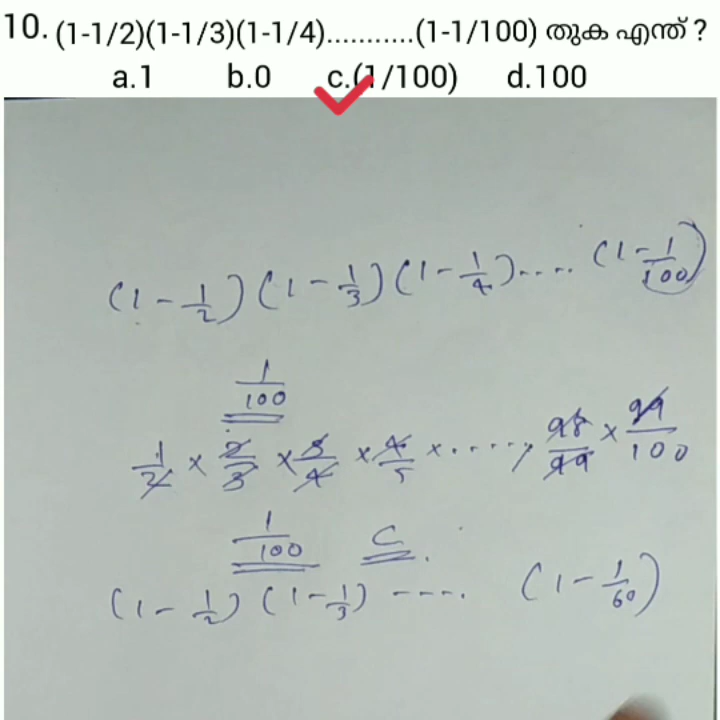 10. (1-1/2)(1-1/3)(1-1/4)...........(1-1/100) തുക എന്ത് ?
a.1 b.0 c.(1/100) d.100
(1 - 1/2) (1 - 1/3) (1 - 1/4).... (1 - 1/100)
1/100
1/2 × 2/3 × 3/4 × 4/5 × ...., 98/99 × 99/100
1/100 C.
(1 - 1/2) (1 - 1/3) ---. (1 - 1/60)